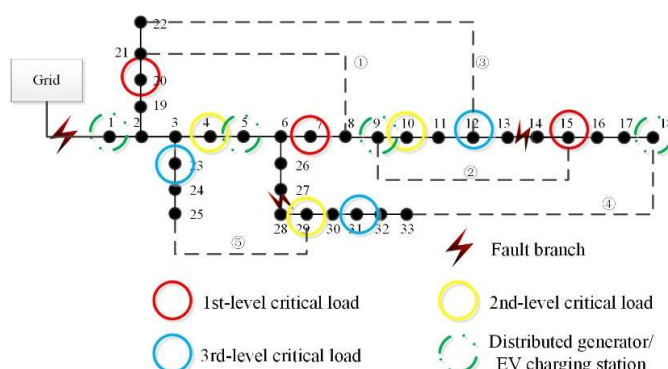 22
21
①
③
Grid
20
19
1 2 3 4 5 6 7 8 9 10 11 12 13 14 15 16 17 18
23
26
②
24
27
④
25
28 29 30 31 32 33
⑤
Fault branch
1st-level critical load
2nd-level critical load
3rd-level critical load
Distributed generator/
EV charging station